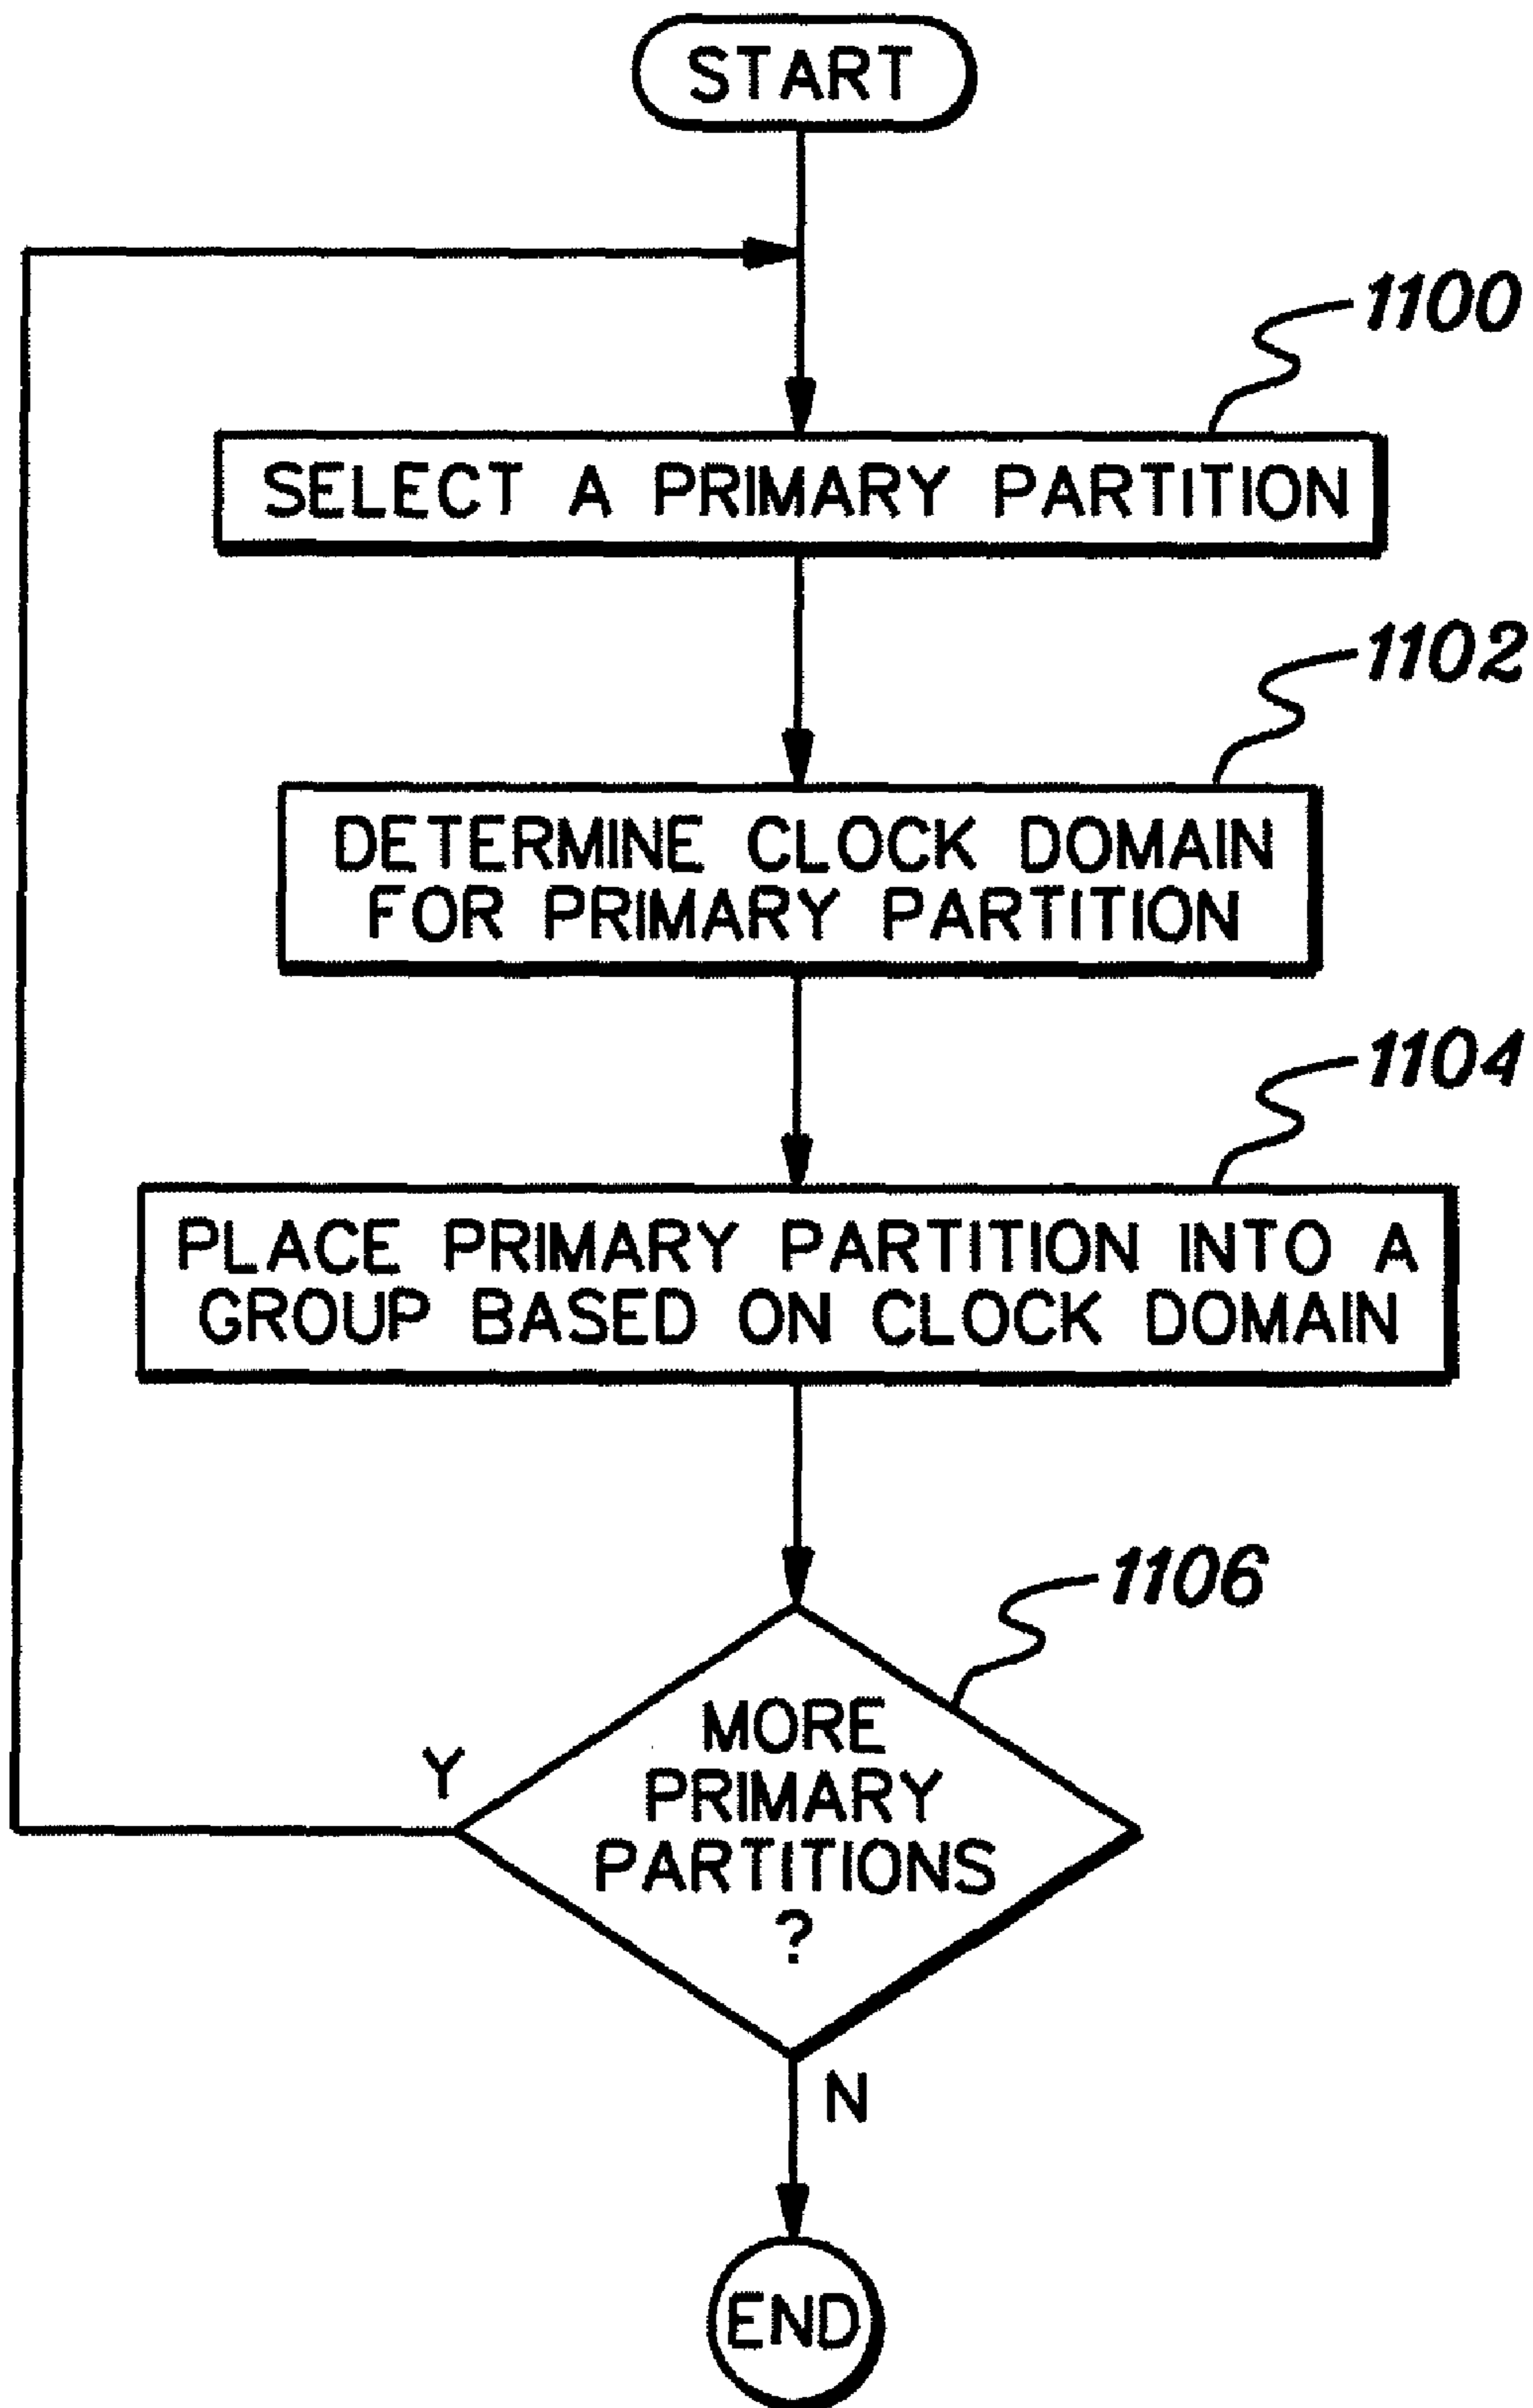 START
1100
SELECT A PRIMARY PARTITION
1102
DETERMINE CLOCK DOMAIN
FOR PRIMARY PARTITION
1104
PLACE PRIMARY PARTITION INTO A
GROUP BASED ON CLOCK DOMAIN
1106
MORE
PRIMARY
PARTITIONS
?
Y
N
END